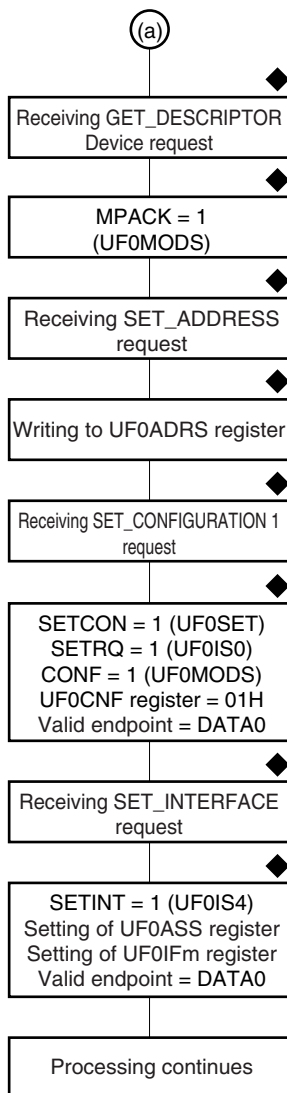 (a)
Receiving GET_DESCRIPTOR
Device request
MPACK = 1
(UF0MODS)
Receiving SET_ADDRESS
request
Writing to UF0ADRS register
Receiving SET_CONFIGURATION 1
request
SETCON = 1 (UF0SET)
SETRQ = 1 (UF0IS0)
CONF = 1 (UF0MODS)
UF0CNF register = 01H
Valid endpoint = DATA0
Receiving SET_INTERFACE
request
SETINT = 1 (UF0IS4)
Setting of UF0ASS register
Setting of UF0IFm register
Valid endpoint = DATA0
Processing continues